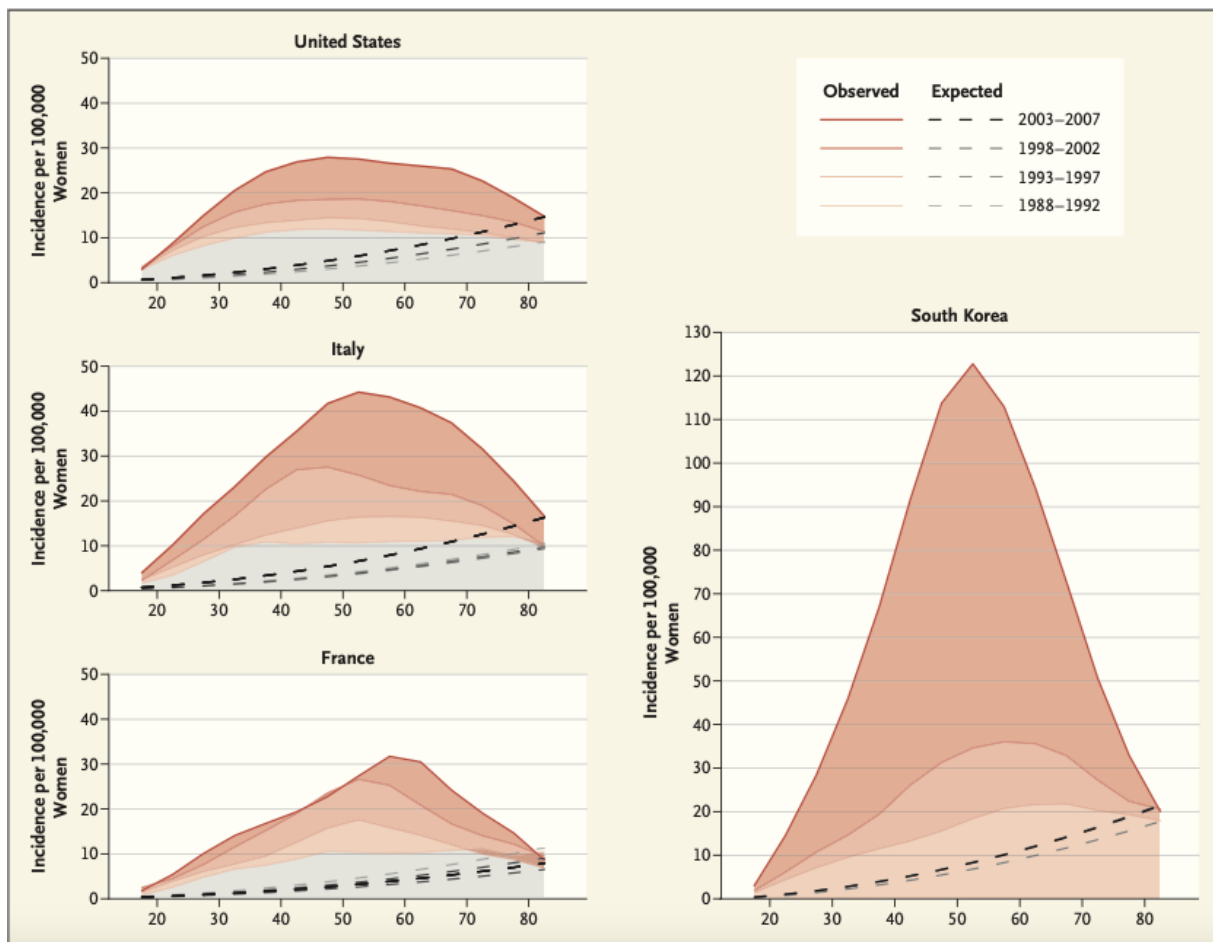 United States
Incidence per 100,000
Women
50
40
30
20
10
0
20 30 40 50 60 70 80
Observed Expected
2003–2007
1998–2002
1993–1997
1988–1992
Italy
Incidence per 100,000
Women
50
40
30
20
10
0
20 30 40 50 60 70 80
France
Incidence per 100,000
Women
50
40
30
20
10
0
20 30 40 50 60 70 80
South Korea
Incidence per 100,000
Women
130
120
110
100
90
80
70
60
50
40
30
20
10
0
20 30 40 50 60 70 80